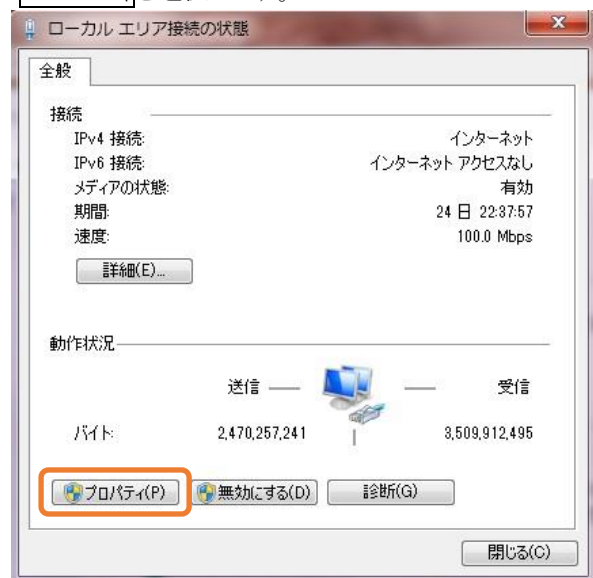 ローカル エリア接続の状態
全般
接続
IPv4 接続: インターネット
IPv6 接続: インターネット アクセスなし
メディアの状態: 有効
期間: 24 日 22:37:57
速度: 100.0 Mbps
詳細(E)...
動作状況
送信 受信
バイト: 2,470,257,241 3,509,912,495
プロパティ(P) 無効にする(D) 診断(G)
閉じる(C)